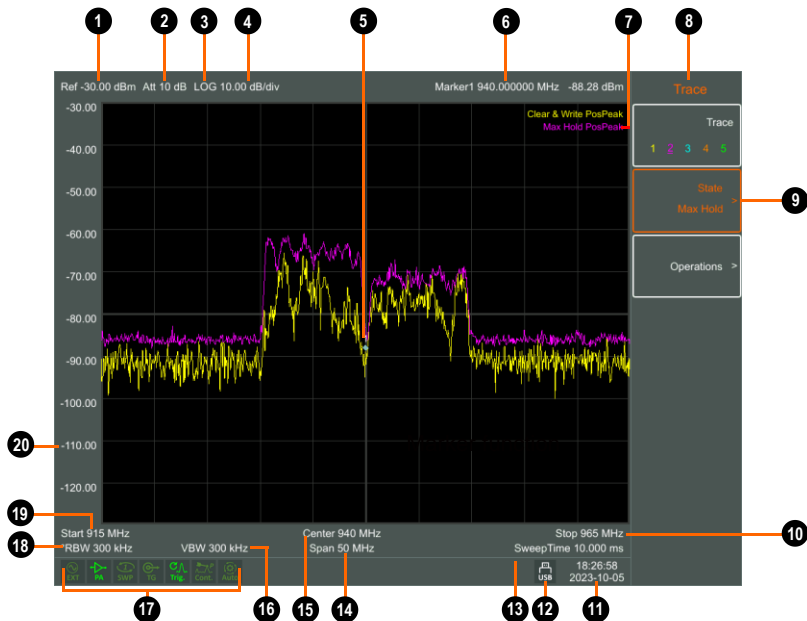 1 2 3 4 5 6 7 8
Ref -30.00 dBm Att 10 dB LOG 10.00 dB/div Marker1 940.000000 MHz -88.28 dBm
Trace
-30.00
Clear & Write PosPeak
Max Hold PosPeak
Trace
1 2 3 4 5
-40.00
-50.00
State
Max Hold >
9
-60.00
Operations >
-70.00
-80.00
-90.00
-100.00
20
-110.00
-120.00
19
Start 915 MHz Center 940 MHz Stop 965 MHz
10
18
*RBW 300 kHz VBW 300 kHz Span 50 MHz SweepTime 10.000 ms
EXT PA SWP TG Trig. Cont. Auto
USB
18:26:58
2023-10-05
17 16 15 14 13 12 11